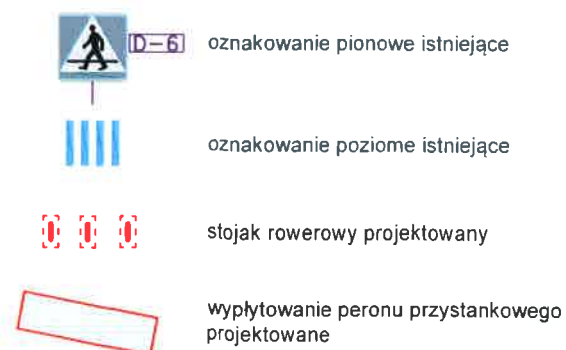 D-6 oznakowanie pionowe istniejące
oznakowanie poziome istniejące
stojak rowerowy projektowany
wypłytowanie peronu przystankowego
projektowane